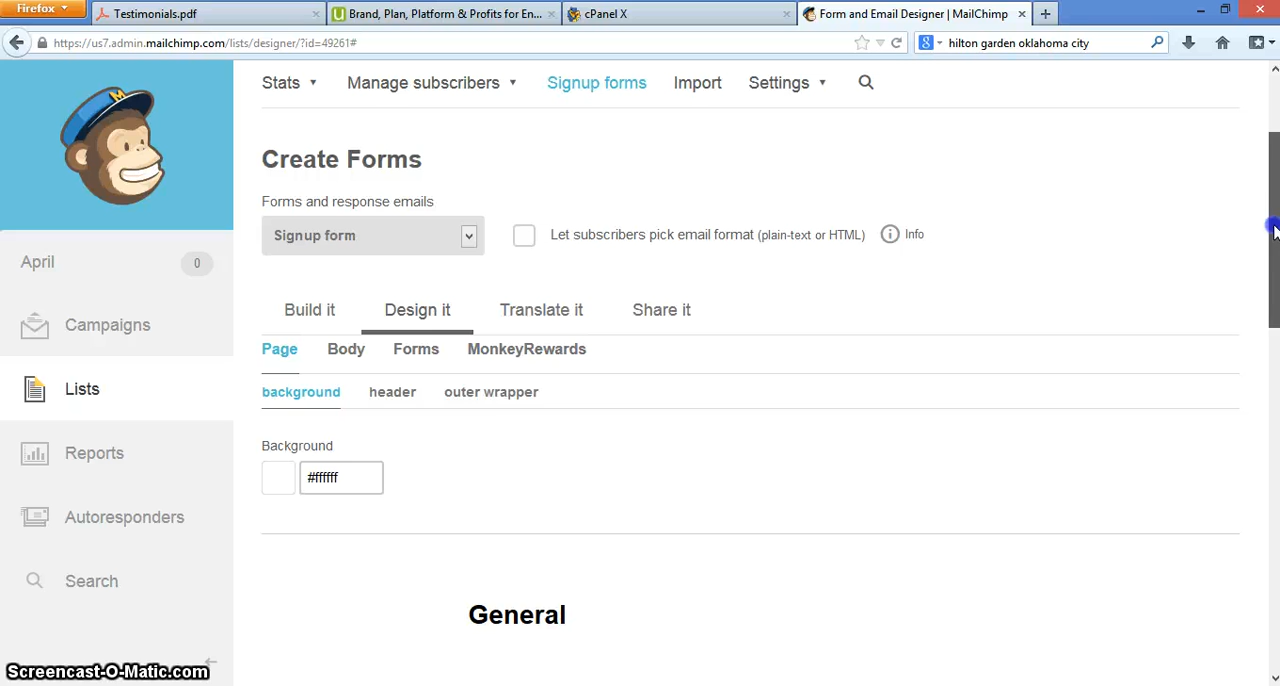 Firefox
Testimonials.pdf
Brand, Plan, Platform & Profits for En...
cPanel X
Form and Email Designer | MailChimp
https://us7.admin.mailchimp.com/lists/designer/?id=49261#
hilton garden oklahoma city
Stats
Manage subscribers
Signup forms
Import
Settings
Create Forms
Forms and response emails
Signup form
Let subscribers pick email format (plain-text or HTML)
Info
April
0
Campaigns
Lists
Reports
Autoresponders
Search
Build it
Design it
Translate it
Share it
Page
Body
Forms
MonkeyRewards
background
header
outer wrapper
Background
#ffffff
General
Screencast-O-Matic.com